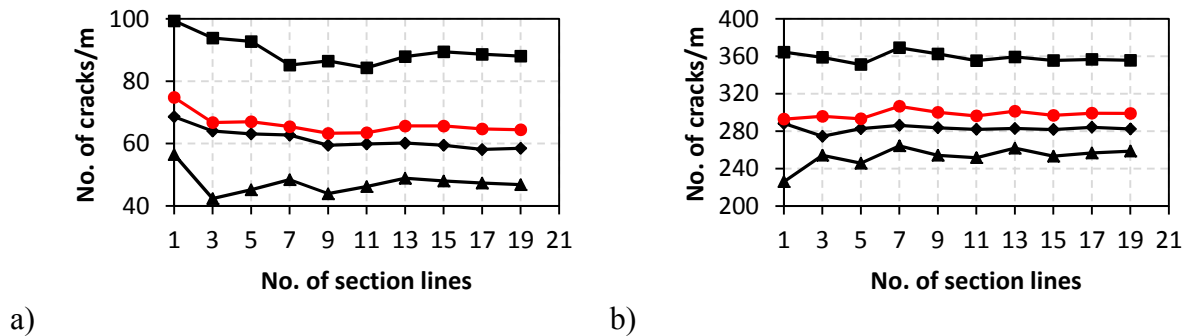 No. of cracks/m
100
80
60
40
1 3 5 7 9 11 13 15 17 19 21
No. of section lines
a)
No. of cracks/m
400
360
320
280
240
200
1 3 5 7 9 11 13 15 17 19 21
No. of section lines
b)